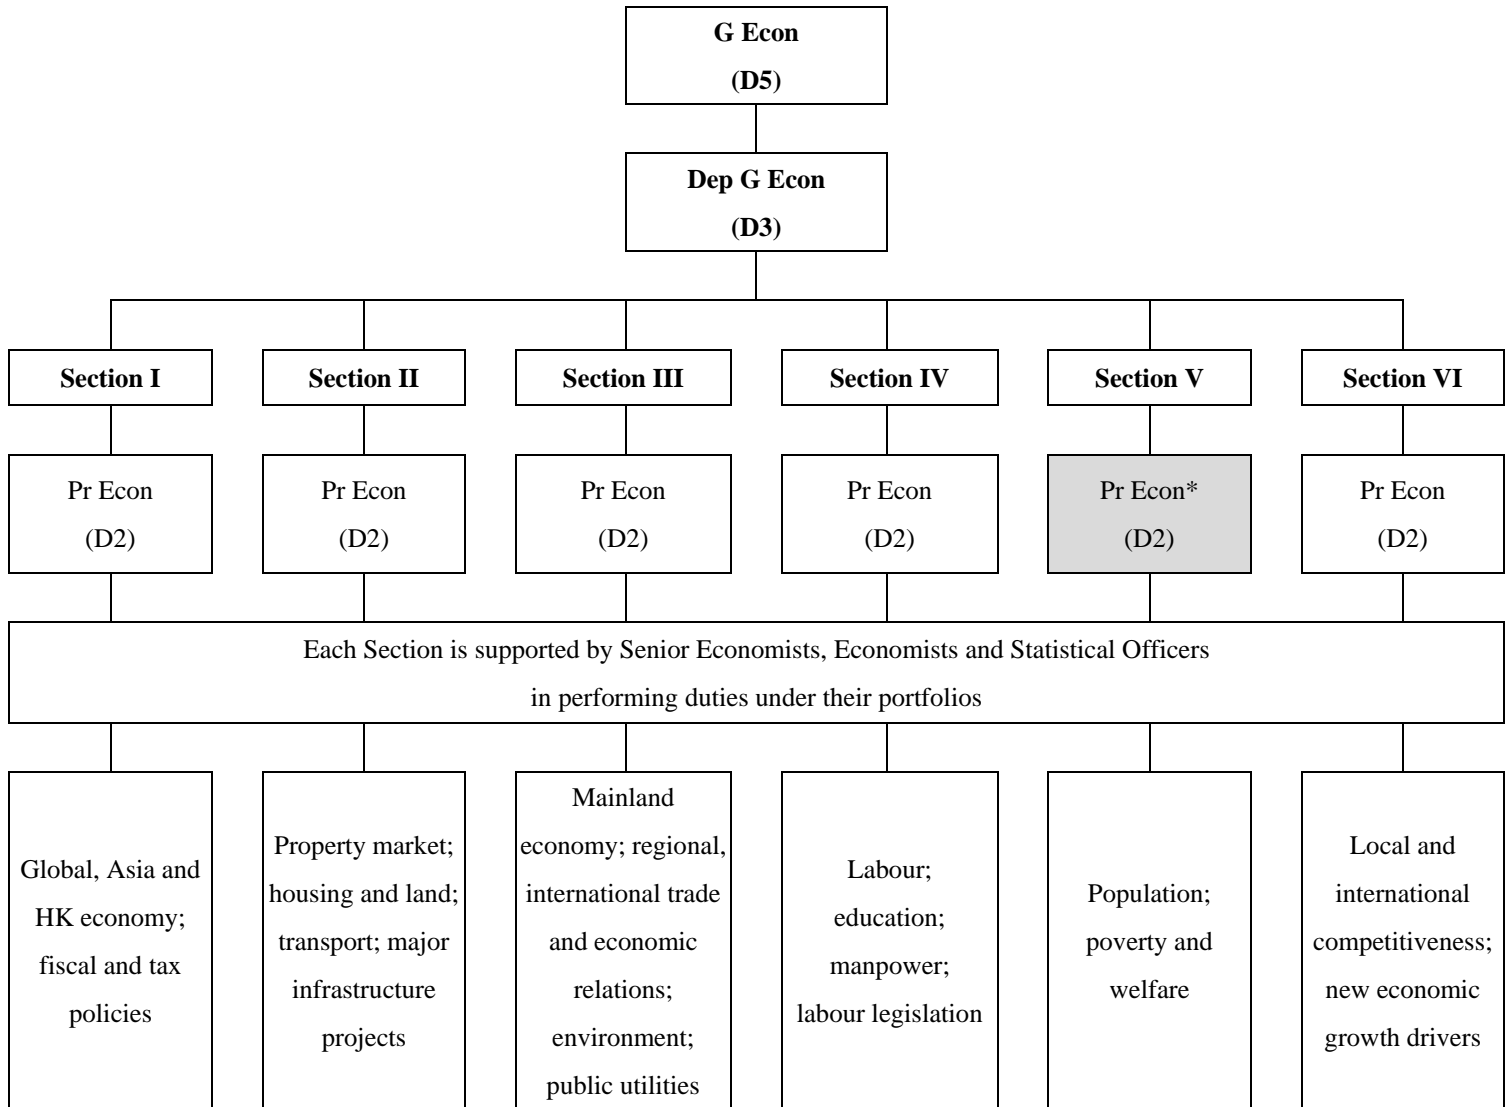 G Econ
(D5)
Dep G Econ
(D3)
Section I
Section II
Section III
Section IV
Section V
Section VI
Pr Econ
(D2)
Pr Econ
(D2)
Pr Econ
(D2)
Pr Econ
(D2)
Pr Econ*
(D2)
Pr Econ
(D2)
Each Section is supported by Senior Economists, Economists and Statistical Officers
in performing duties under their portfolios
Global, Asia and
HK economy;
fiscal and tax
policies
Property market;
housing and land;
transport; major
infrastructure
projects
Mainland
economy; regional,
international trade
and economic
relations;
environment;
public utilities
Labour;
education;
manpower;
labour legislation
Population;
poverty and
welfare
Local and
international
competitiveness;
new economic
growth drivers